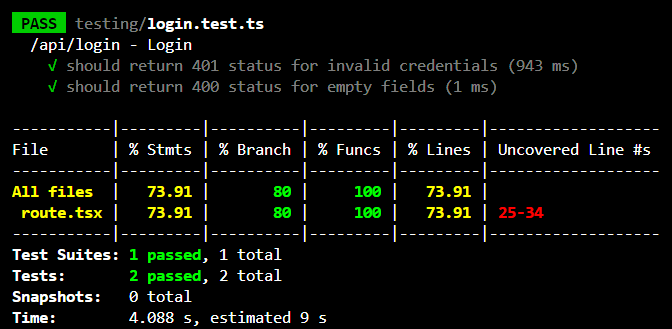 PASS testing/login.test.ts
/api/login - Login
√ should return 401 status for invalid credentials (943 ms)
√ should return 400 status for empty fields (1 ms)
-----------|---------|----------|---------|---------|-------------------
File | % Stmts | % Branch | % Funcs | % Lines | Uncovered Line #s
-----------|---------|----------|---------|---------|-------------------
All files | 73.91 | 80 | 100 | 73.91 |
route.tsx | 73.91 | 80 | 100 | 73.91 | 25-34
-----------|---------|----------|---------|---------|-------------------
Test Suites: 1 passed, 1 total
Tests: 2 passed, 2 total
Snapshots: 0 total
Time: 4.088 s, estimated 9 s